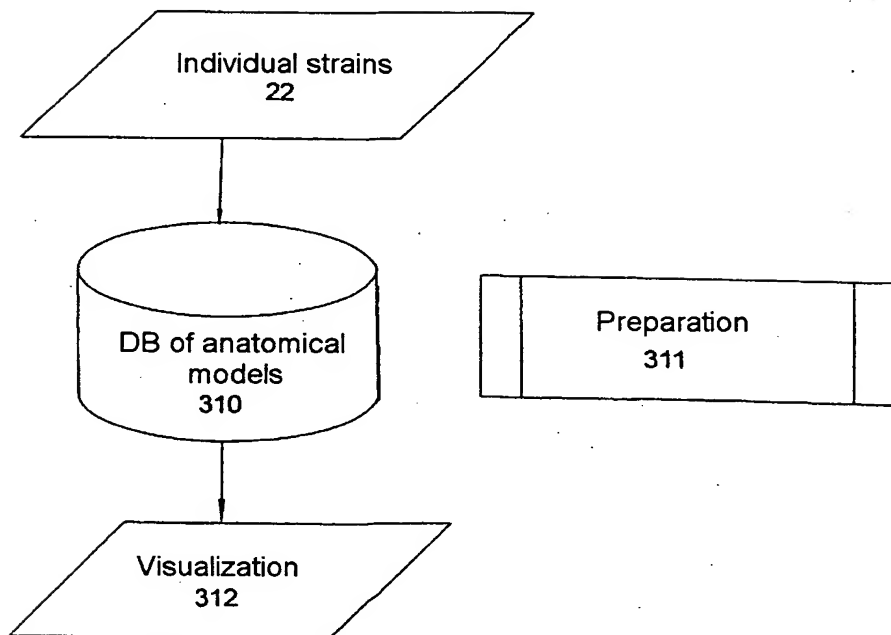 Individual strains
22
DB of anatomical
models
310
Preparation
311
Visualization
312